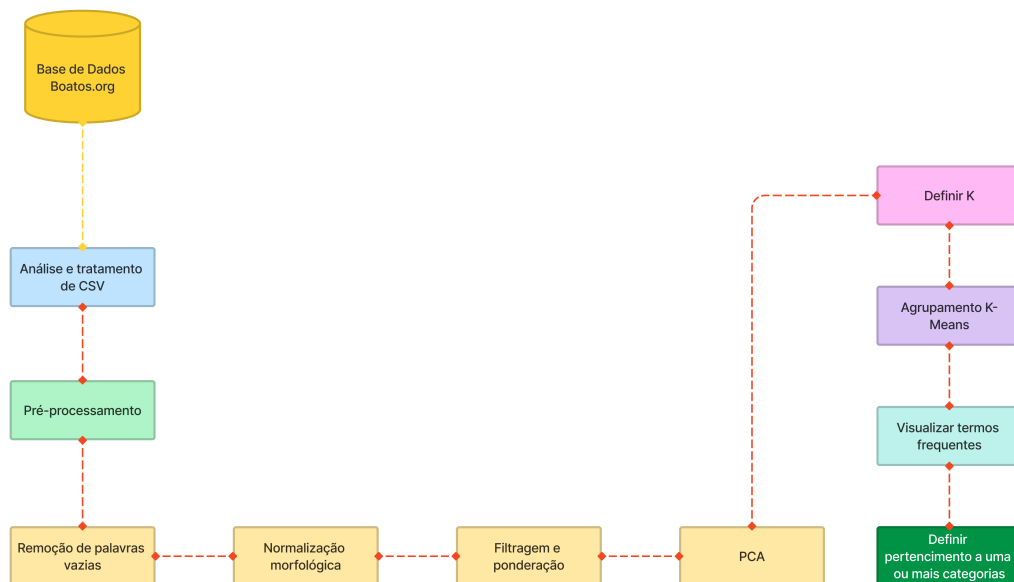 Base de Dados
Boatos.org
Análise e tratamento
de CSV
Pré-processamento
Remoção de palavras
vazias
Normalização
morfológica
Filtragem e
ponderação
PCA
Definir K
Agrupamento K-
Means
Visualizar termos
frequentes
Definir
pertencimento a uma
ou mais categorias